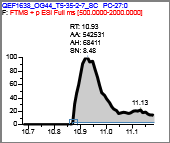 QEF1638_OG44_T5-35-2-7_SC PC-27:0
F: FTMS + p ESI Full ms [500.0000-2000.0000]
RT: 10.93
AA: 542531
AH: 68411
SN: 8.48
100
80
60
40
20
0
11.13
10.7 10.8 10.9 11.0 11.1